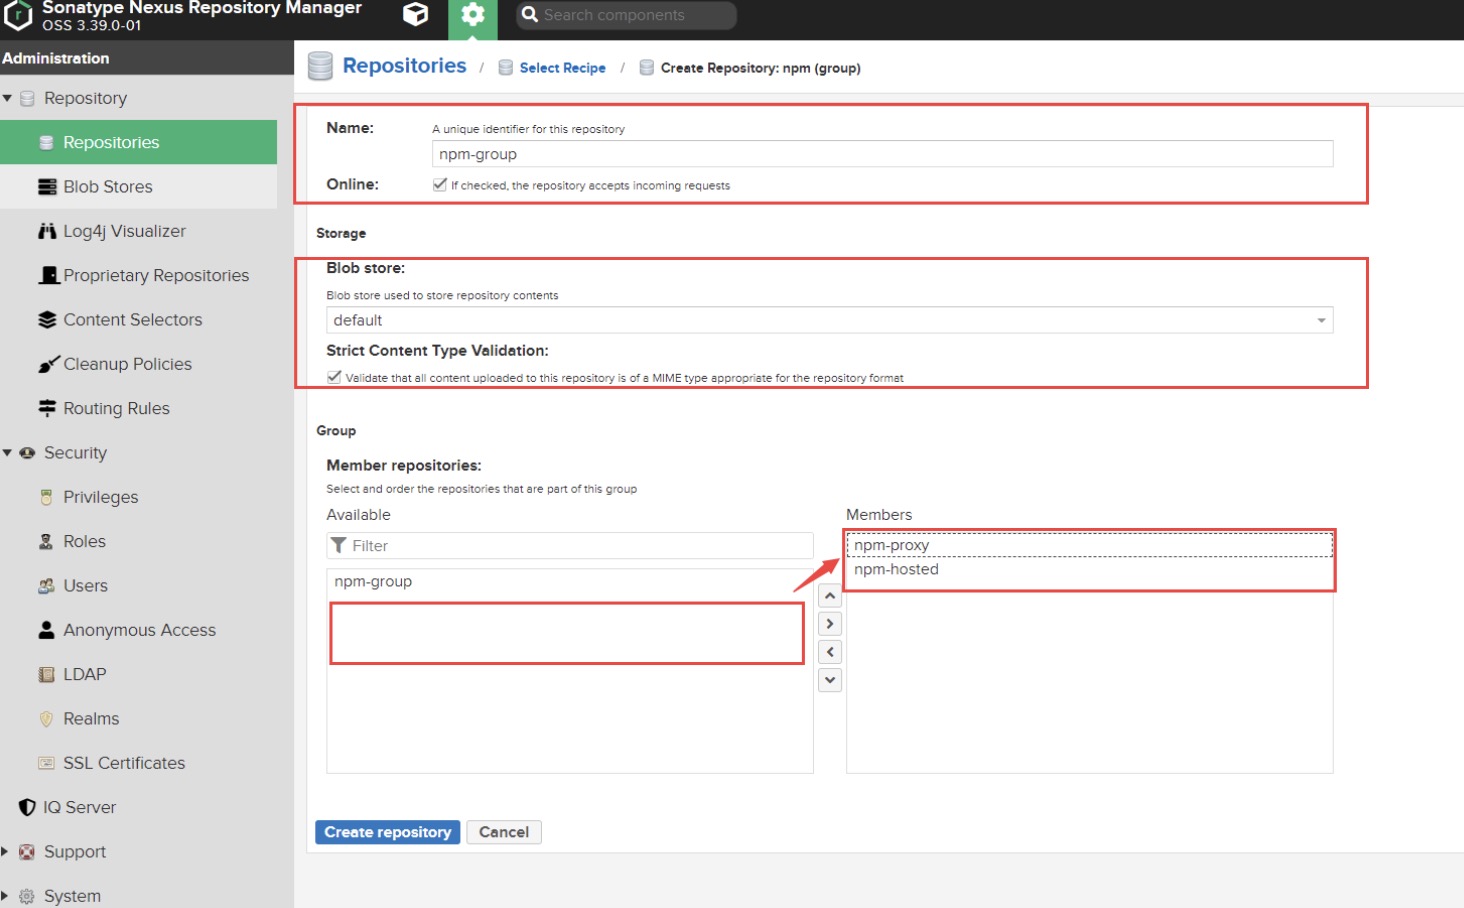 Sonatype Nexus Repository Manager
OSS 3.39.0-01
Search components
Administration
Repositories / Select Recipe / Create Repository: npm (group)
Repository
Repositories
Blob Stores
Log4j Visualizer
Proprietary Repositories
Content Selectors
Cleanup Policies
Routing Rules
Security
Privileges
Roles
Users
Anonymous Access
LDAP
Realms
SSL Certificates
IQ Server
Support
System
Name: A unique identifier for this repository
npm-group
Online: If checked, the repository accepts incoming requests
Storage
Blob store:
Blob store used to store repository contents
default
Strict Content Type Validation:
Validate that all content uploaded to this repository is of a MIME type appropriate for the repository format
Group
Member repositories:
Select and order the repositories that are part of this group
Available
Filter
npm-group
Members
npm-proxy
npm-hosted
Create repository Cancel